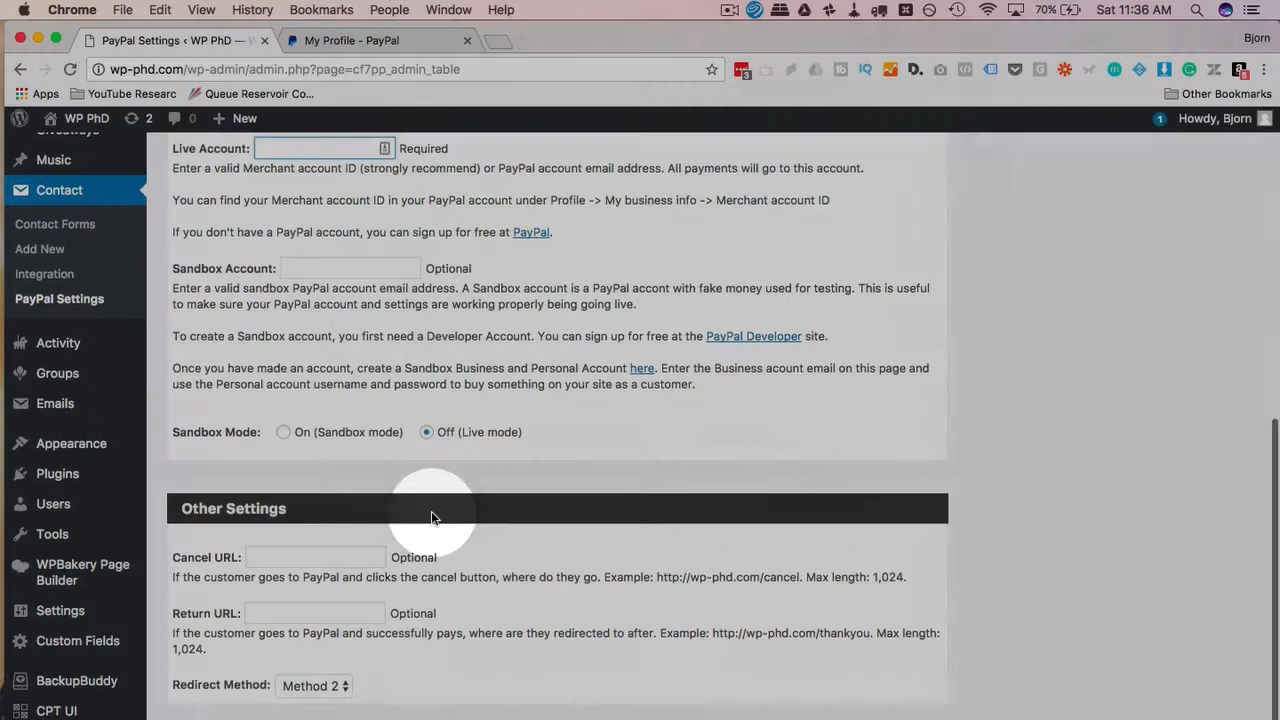 Chrome File Edit View History Bookmarks People Window Help 70% Sat 11:36 AM
PayPal Settings ‹ WP PhD — W My Profile - PayPal Bjorn
wp-phd.com/wp-admin/admin.php?page=cf7pp_admin_table
Apps YouTube Researc Queue Reservoir Co... Other Bookmarks
WP PhD 2 0 New 1 Howdy, Bjorn
Music
Contact
Contact Forms
Add New
Integration
PayPal Settings
Activity
Groups
Emails
Appearance
Plugins
Users
Tools
WPBakery Page
Builder
Settings
Custom Fields
BackupBuddy
CPT UI
Live Account: Required
Enter a valid Merchant account ID (strongly recommend) or PayPal account email address. All payments will go to this account.
You can find your Merchant account ID in your PayPal account under Profile -> My business info -> Merchant account ID
If you don't have a PayPal account, you can sign up for free at PayPal.
Sandbox Account: Optional
Enter a valid sandbox PayPal account email address. A Sandbox account is a PayPal accont with fake money used for testing. This is useful
to make sure your PayPal account and settings are working properly being going live.
To create a Sandbox account, you first need a Developer Account. You can sign up for free at the PayPal Developer site.
Once you have made an account, create a Sandbox Business and Personal Account here. Enter the Business acount email on this page and
use the Personal account username and password to buy something on your site as a customer.
Sandbox Mode: On (Sandbox mode) Off (Live mode)
Other Settings
Cancel URL: Optional
If the customer goes to PayPal and clicks the cancel button, where do they go. Example: http://wp-phd.com/cancel. Max length: 1,024.
Return URL: Optional
If the customer goes to PayPal and successfully pays, where are they redirected to after. Example: http://wp-phd.com/thankyou. Max length:
1,024.
Redirect Method: Method 2